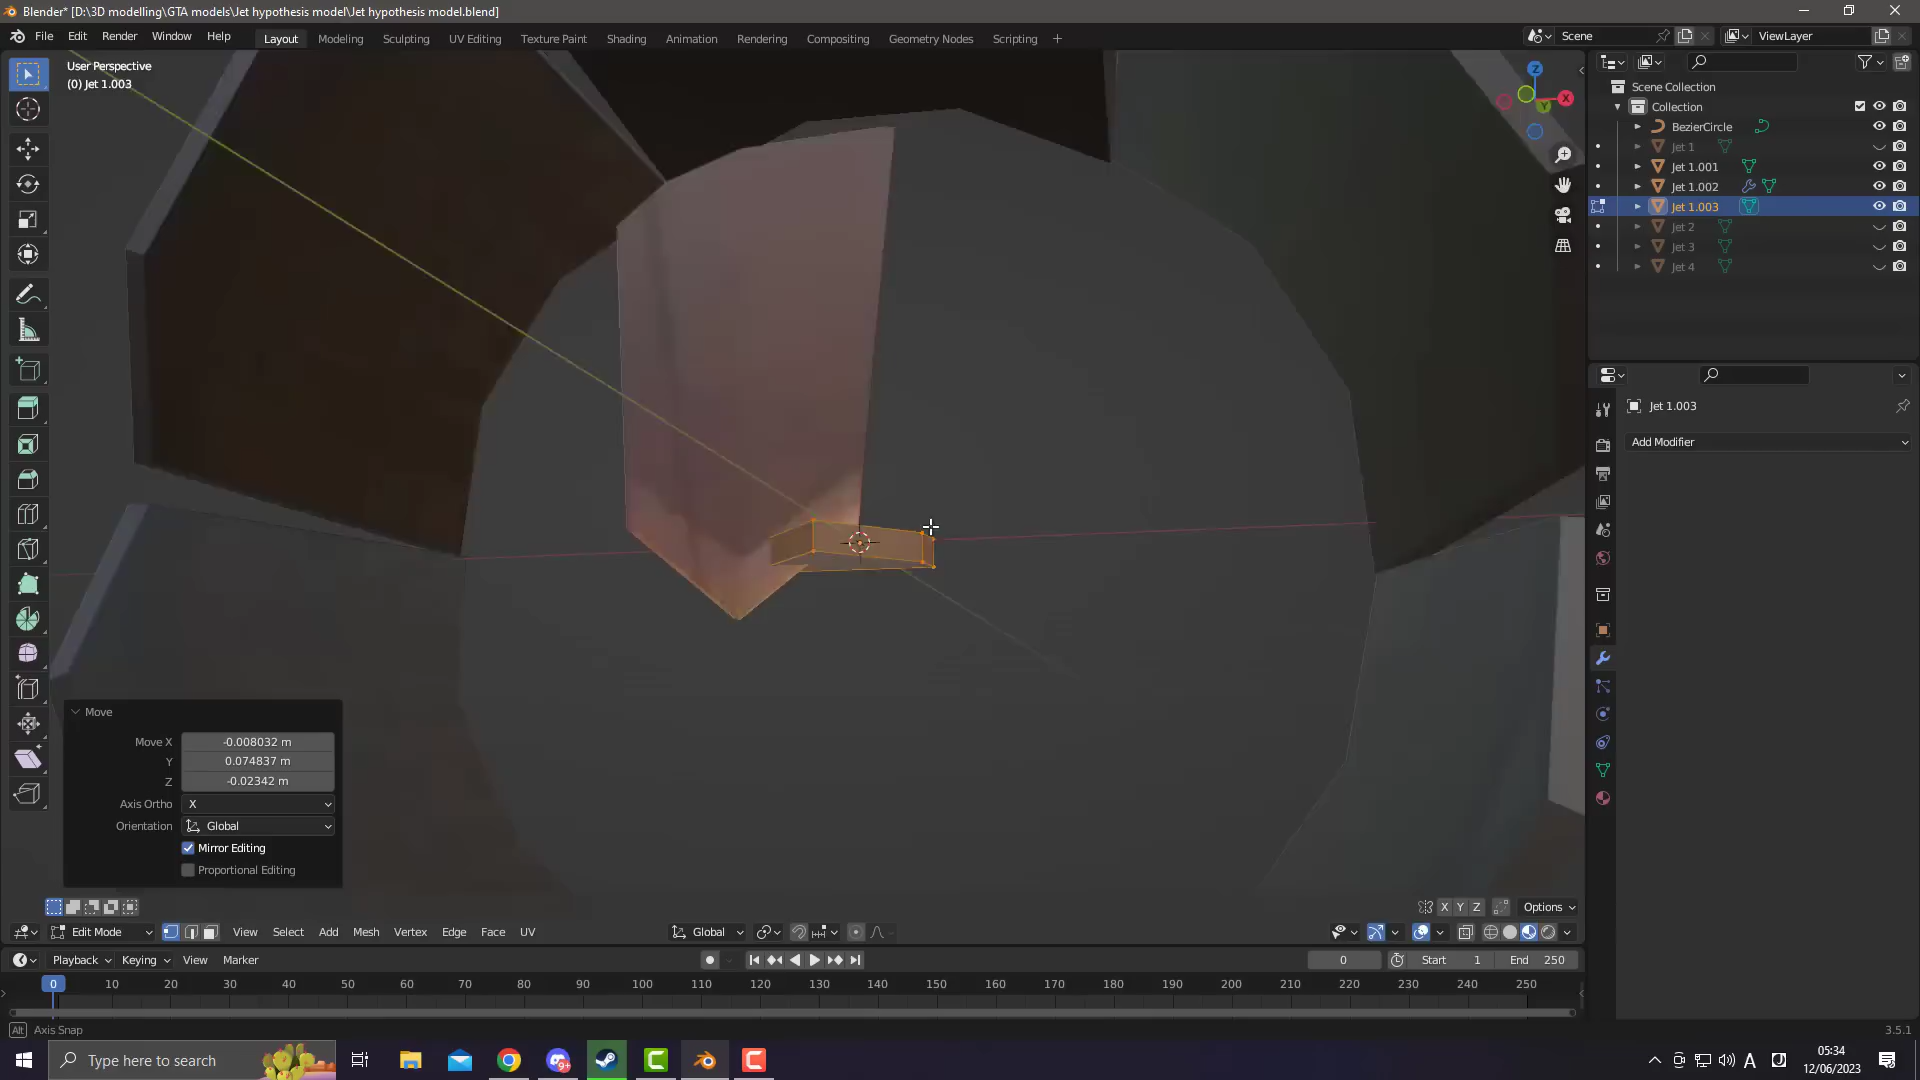 Blender* [D:\3D modelling\GTA models\Jet hypothesis model\Jet hypothesis model.blend]
File Edit Render Window Help Layout Modeling Sculpting UV Editing Texture Paint Shading Animation Rendering Compositing Geometry Nodes Scripting + Scene ViewLayer
User Perspective
(0) Jet 1.003
Z
X
Y
Scene Collection
Collection
BezierCircle
Jet 1
Jet 1.001
Jet 1.002
Jet 1.003
Jet 2
Jet 3
Jet 4
Jet 1.003
Add Modifier
Move
Move X -0.008032 m
Y 0.074837 m
Z -0.02342 m
Axis Ortho X
Orientation Global
Mirror Editing
Proportional Editing
X Y Z Options
Edit Mode View Select Add Mesh Vertex Edge Face UV Global
Playback Keying View Marker 0 Start 1 End 250
0 10 20 30 40 50 60 70 80 90 100 110 120 130 140 150 160 170 180 190 200 210 220 230 240 250
Alt Axis Snap 3.5.1
Type here to search
A
05:34
12/06/2023